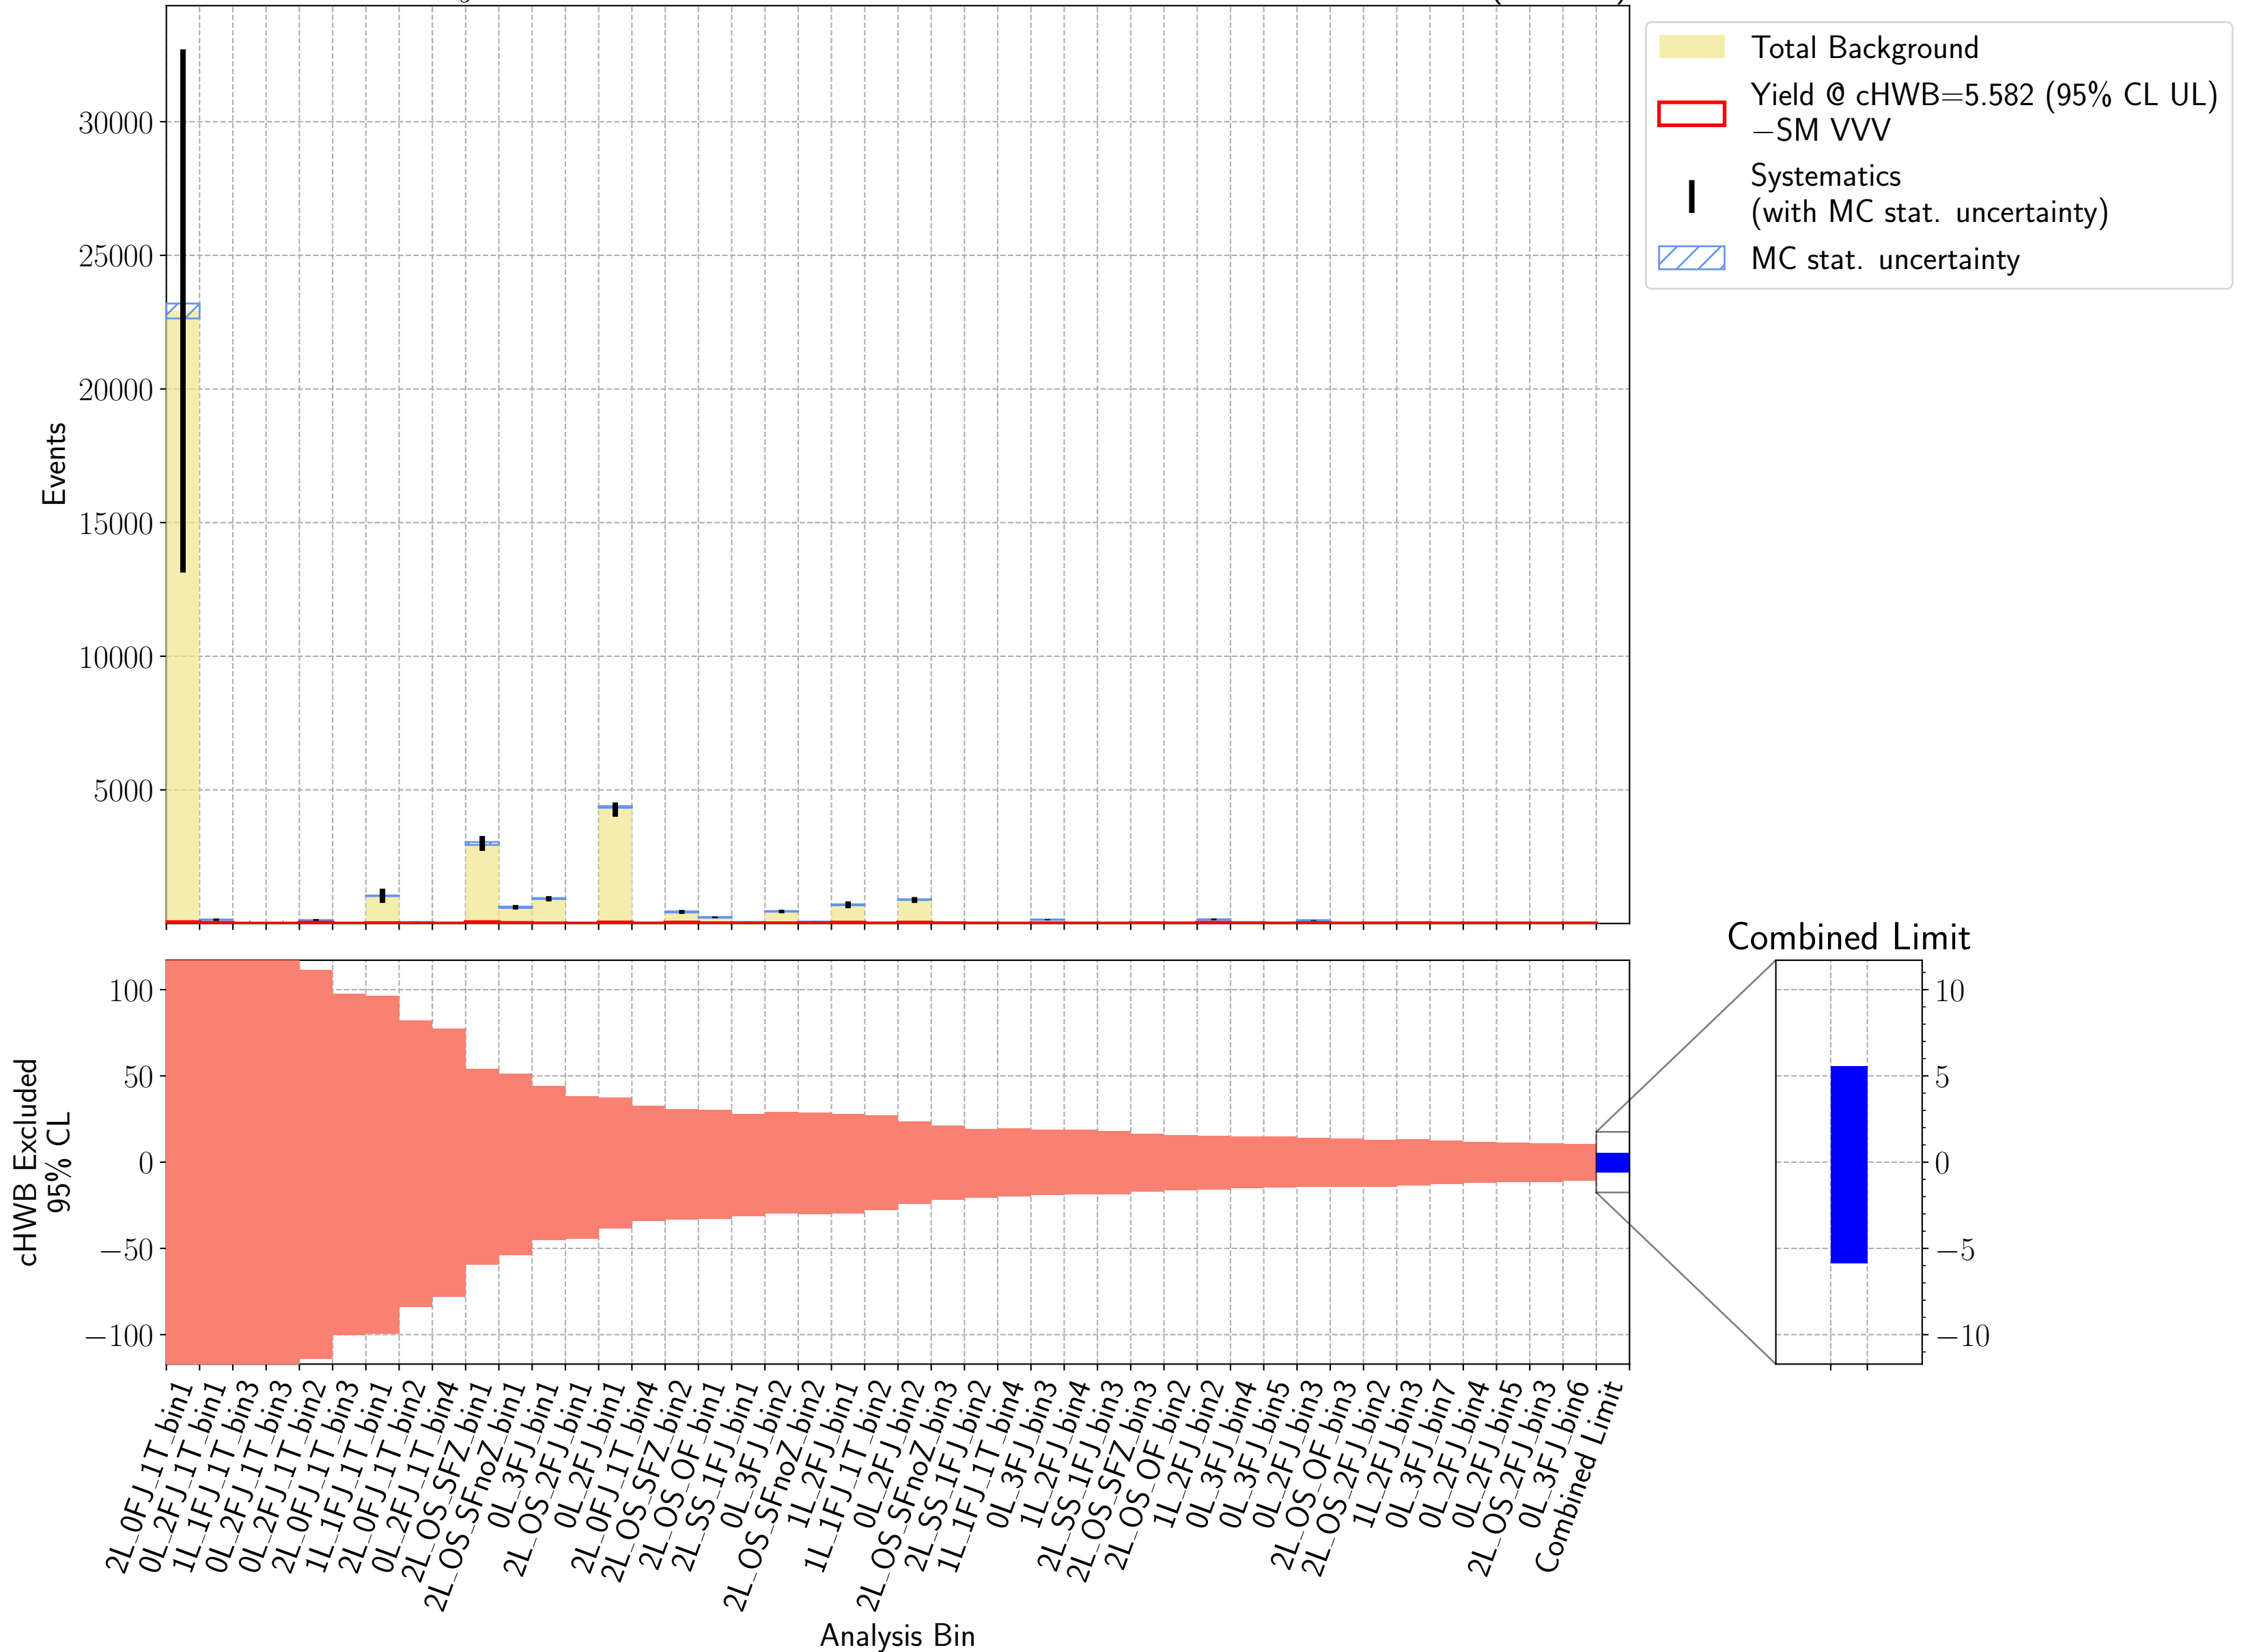 30000
25000
20000
15000
10000
5000
Events
Total Background
Yield @ cHWB=5.582 (95% CL UL)
−SM VVV
Systematics
(with MC stat. uncertainty)
MC stat. uncertainty
Combined Limit
100
50
0
−50
−100
cHWB Excluded
95% CL
10
5
0
−5
−10
2L_0FJ_1T_bin1
0L_2FJ_1T_bin1
1L_1FJ_1T_bin3
0L_2FJ_1T_bin3
0L_2FJ_1T_bin2
2L_0FJ_1T_bin3
1L_1FJ_1T_bin1
2L_0FJ_1T_bin2
0L_2FJ_1T_bin4
2L_OS_SFZ_bin1
2L_OS_SFnoZ_bin1
0L_3FJ_bin1
2L_OS_2FJ_bin1
0L_2FJ_bin1
2L_0FJ_1T_bin4
2L_OS_SFZ_bin2
2L_OS_OF_bin1
2L_SS_1FJ_bin1
0L_3FJ_bin2
2L_OS_SFnoZ_bin2
1L_2FJ_bin1
1L_1FJ_1T_bin2
0L_2FJ_bin2
2L_OS_SFnoZ_bin3
2L_SS_1FJ_bin2
1L_1FJ_1T_bin4
0L_3FJ_bin3
1L_2FJ_bin4
2L_SS_1FJ_bin3
2L_OS_SFZ_bin3
2L_OS_OF_bin2
1L_2FJ_bin2
0L_3FJ_bin4
0L_3FJ_bin5
0L_2FJ_bin3
2L_OS_OF_bin3
2L_OS_2FJ_bin2
1L_2FJ_bin3
0L_3FJ_bin7
0L_2FJ_bin4
0L_2FJ_bin5
2L_OS_2FJ_bin3
0L_3FJ_bin6
Combined Limit
Analysis Bin